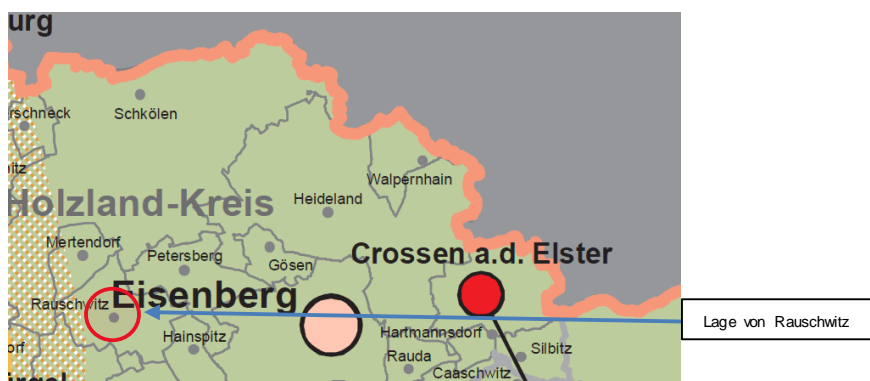 urg
rschneck
Schkölen
itz
Walpernhain
Holzland-Kreis
Heideland
Mertendorf
Petersberg
Gösen
Crossen a.d. Elster
Rauschwitz
Eisenberg
Lage von Rauschwitz
Hainspitz
Hartmannsdorf
Silbitz
orf
Rauda
Caaschwitz